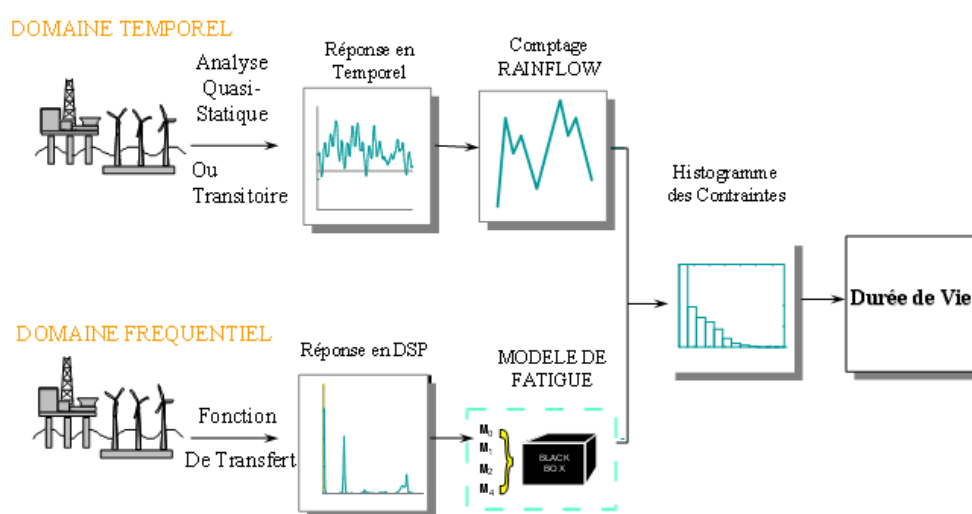 DOMAINE TEMPOREL
Analyse
Quasi-
Statique
Ou
Transitoire
Réponse en
Temporel
Comptage
RAINFLOW
Histogramme
des Contraintes
Durée de Vie
DOMAINE FREQUENTIEL
Fonction
De Transfert
Réponse en DSP
MODELE DE
FATIGUE
M₀
M₁
M₂
M₄
BLACK
BOX